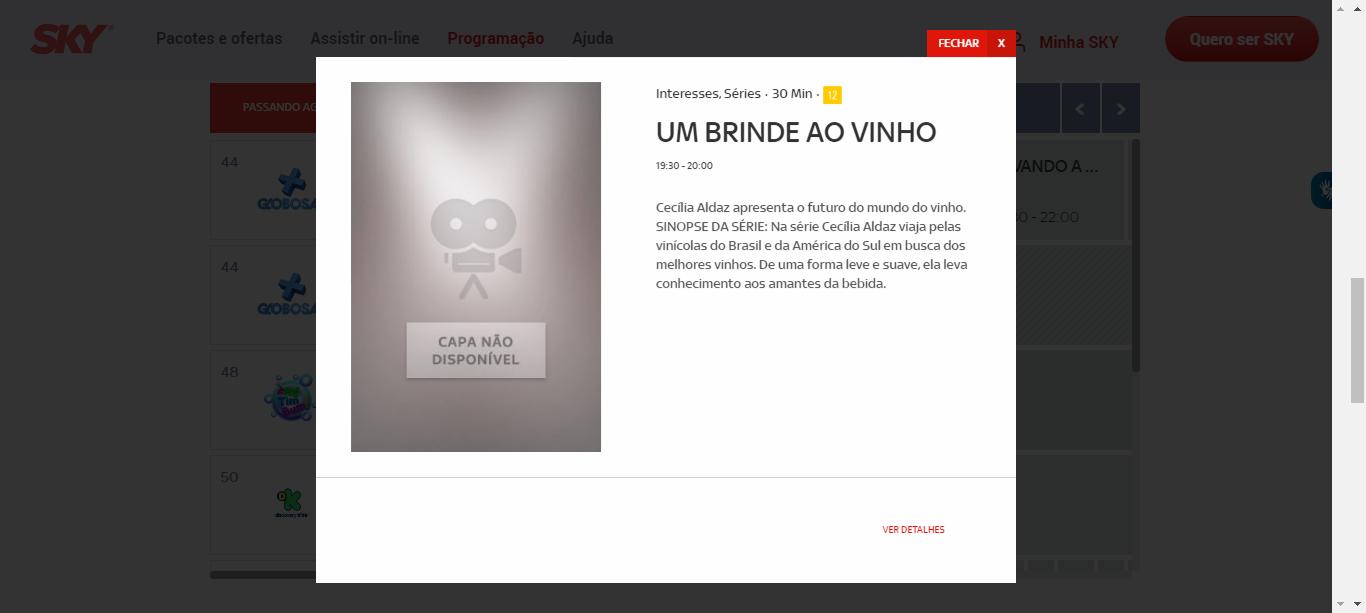 SKY
Pacotes e ofertas
Assistir on-line
Programação
Ajuda
Minha SKY
Quero ser SKY
FECHAR X
PASSANDO AG
44
44
48
Tim
Bum
50
VANDO A ...
30 - 22:00
CAPA NÃO
DISPONÍVEL
Interesses, Séries · 30 Min · 12
UM BRINDE AO VINHO
19:30 - 20:00
Cecília Aldaz apresenta o futuro do mundo do vinho.
SINOPSE DA SÉRIE: Na série Cecília Aldaz viaja pelas
vinícolas do Brasil e da América do Sul em busca dos
melhores vinhos. De uma forma leve e suave, ela leva
conhecimento aos amantes da bebida.
VER DETALHES